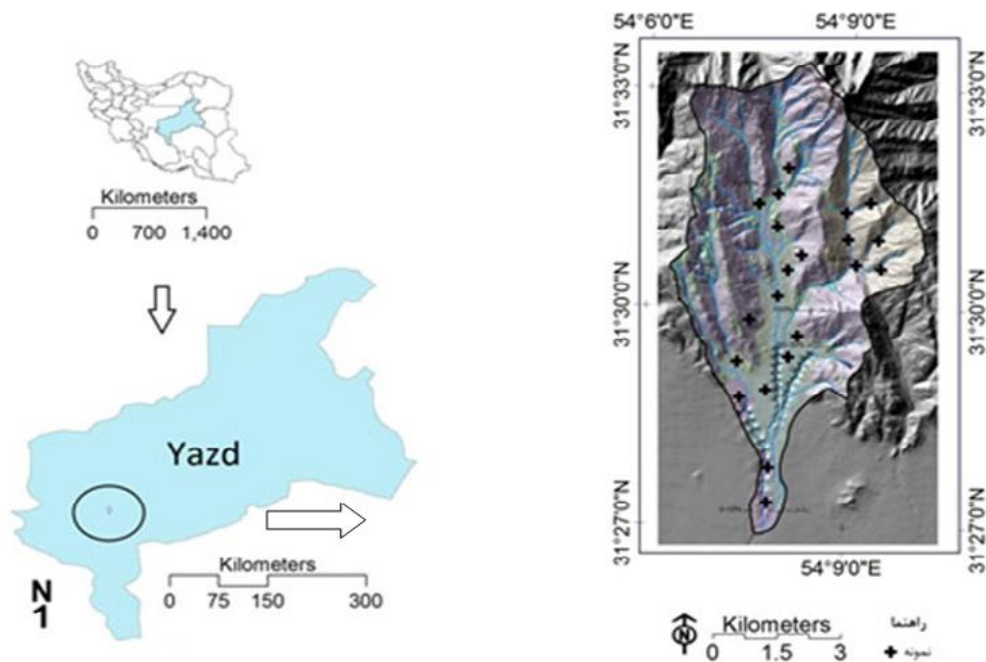 Kilometers
0 700 1,400
Yazd
Kilometers
0 75 150 300
N
1
54°6'0"E 54°9'0"E
31°33'0"N 31°33'0"N
31°30'0"N 31°30'0"N
31°27'0"N 31°27'0"N
54°9'0"E
N
Kilometers
0 1.5 3
راهنما
نمونه